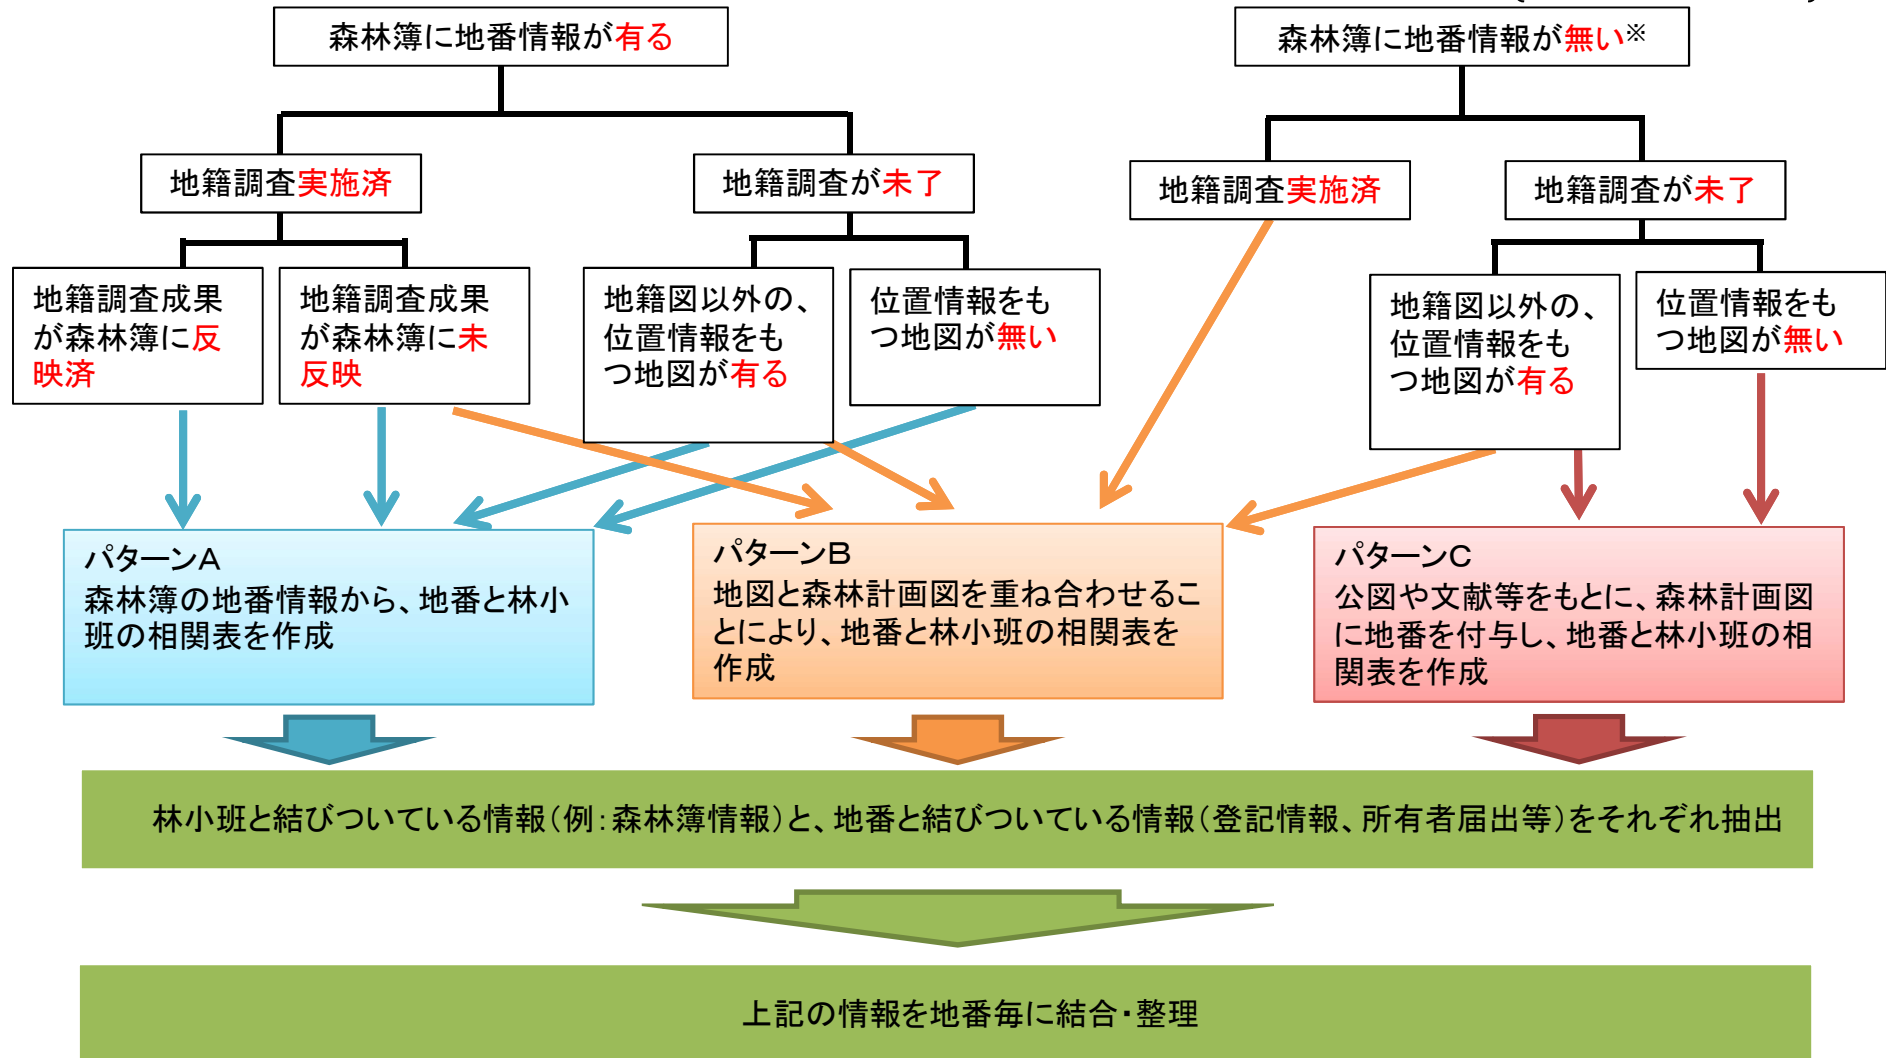 森林簿に地番情報が有る
森林簿に地番情報が無い※
地籍調査実施済
地籍調査が未了
地籍調査実施済
地籍調査が未了
地籍調査成果
が森林簿に反
映済
地籍調査成果
が森林簿に未
反映
地籍図以外の、
位置情報をも
つ地図が有る
位置情報をも
つ地図が無い
地籍図以外の、
位置情報をも
つ地図が有る
位置情報をも
つ地図が無い
パターンA
森林簿の地番情報から、地番と林小
班の相関表を作成
パターンB
地図と森林計画図を重ね合わせるこ
とにより、地番と林小班の相関表を
作成
パターンC
公図や文献等をもとに、森林計画図
に地番を付与し、地番と林小班の相
関表を作成
林小班と結びついている情報（例：森林簿情報）と、地番と結びついている情報（登記情報、所有者届出等）をそれぞれ抽出
上記の情報を地番毎に結合・整理